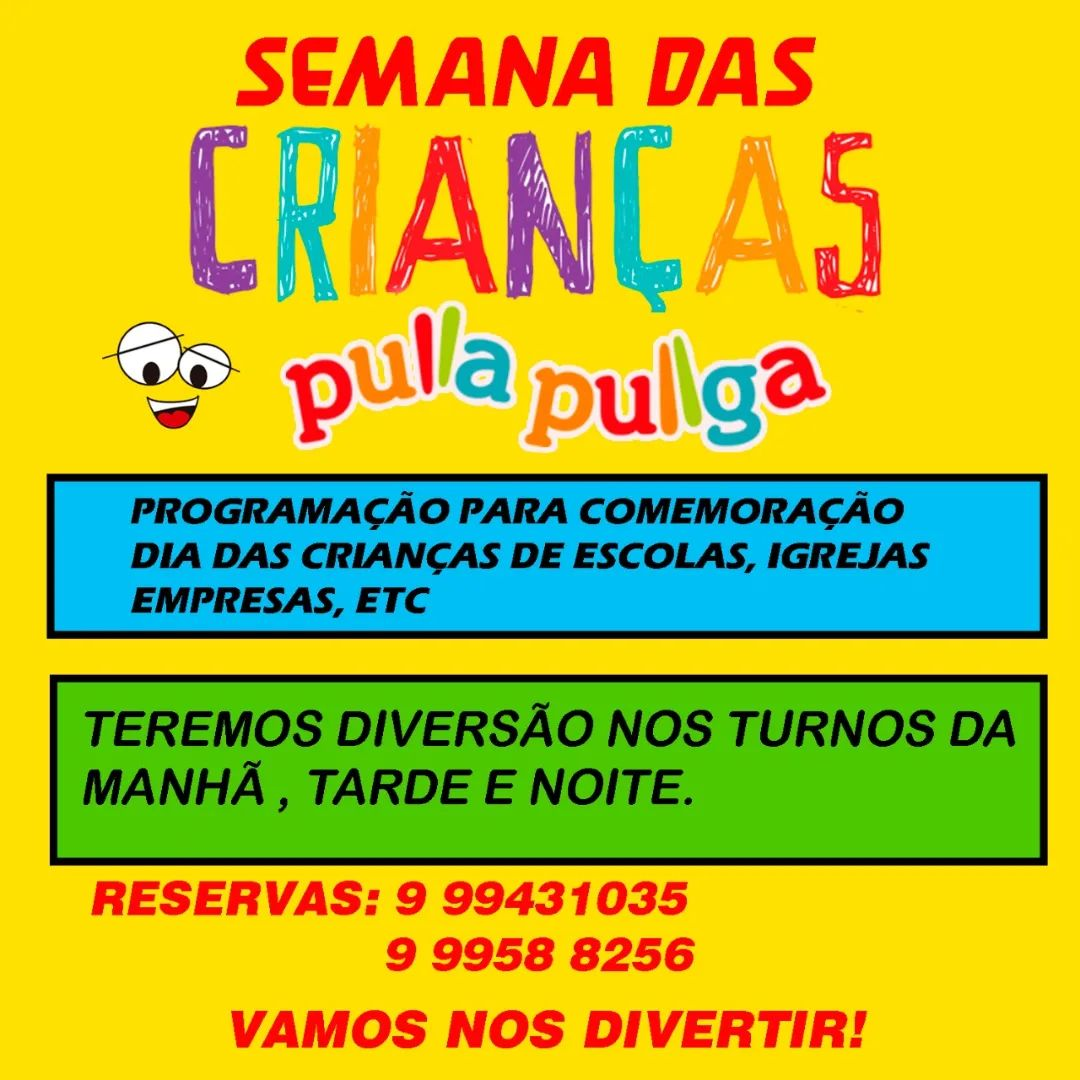 SEMANA DAS
CRIANÇAS
pulla pullga
PROGRAMAÇÃO PARA COMEMORAÇÃO
DIA DAS CRIANÇAS DE ESCOLAS, IGREJAS
EMPRESAS, ETC
TEREMOS DIVERSÃO NOS TURNOS DA
MANHÃ , TARDE E NOITE.
RESERVAS: 9 99431035
9 9958 8256
VAMOS NOS DIVERTIR!